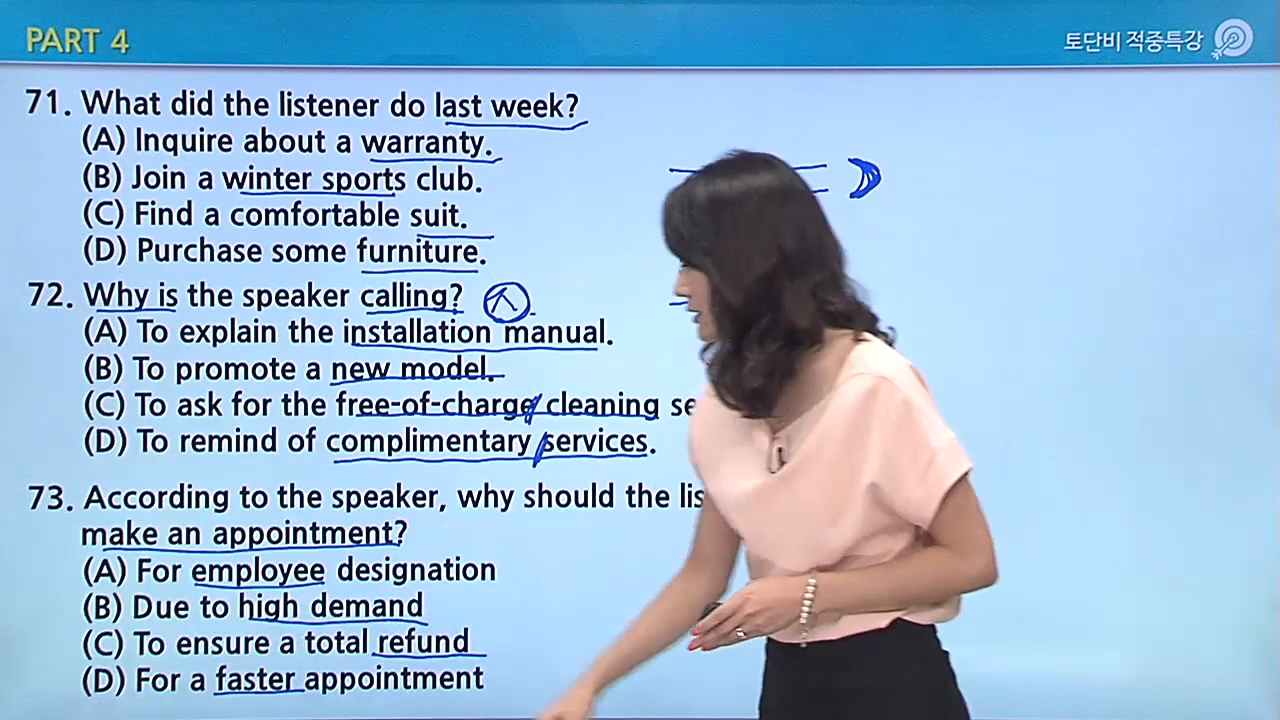 PART 4
토단비 적중특강
71. What did the listener do last week?
(A) Inquire about a warranty.
(B) Join a winter sports club.
(C) Find a comfortable suit.
(D) Purchase some furniture.
72. Why is the speaker calling?
(A) To explain the installation manual.
(B) To promote a new model.
(C) To ask for the free-of-charge cleaning se
(D) To remind of complimentary services.
73. According to the speaker, why should the lis
make an appointment?
(A) For employee designation
(B) Due to high demand
(C) To ensure a total refund
(D) For a faster appointment